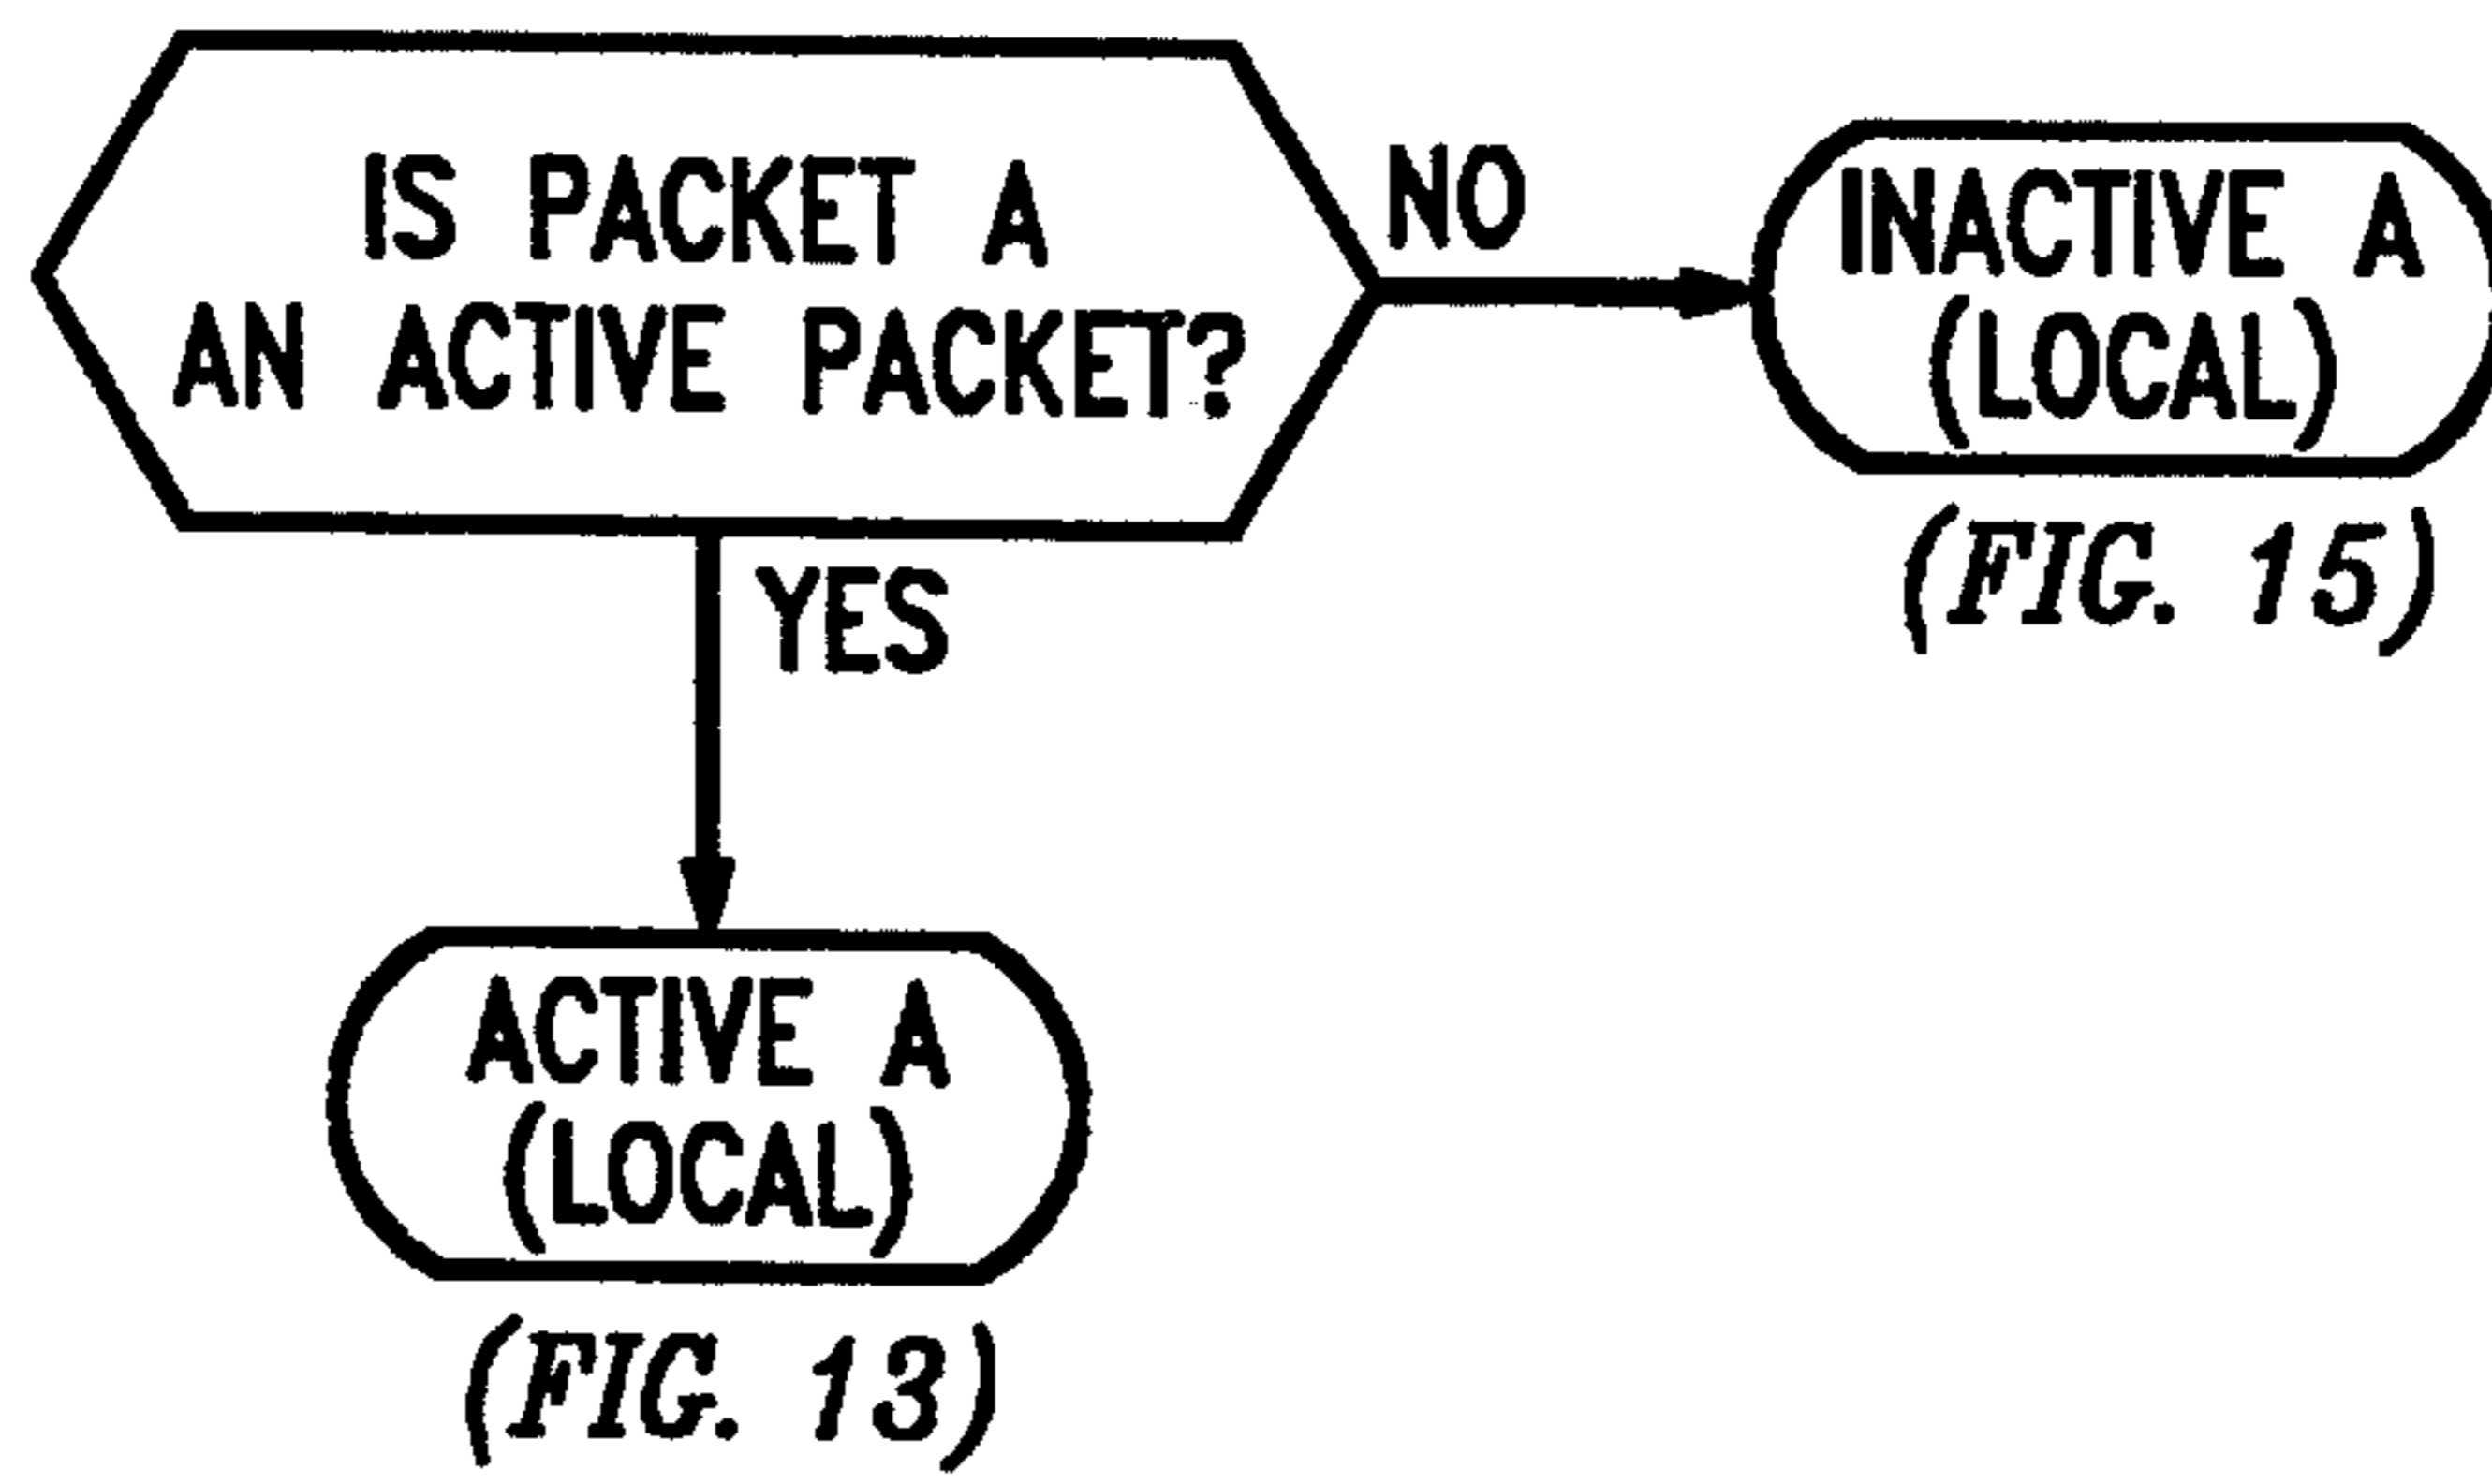 IS PACKET A
AN ACTIVE PACKET?
NO
INACTIVE A
(LOCAL)
(FIG. 15)
YES
ACTIVE A
(LOCAL)
(FIG. 13)